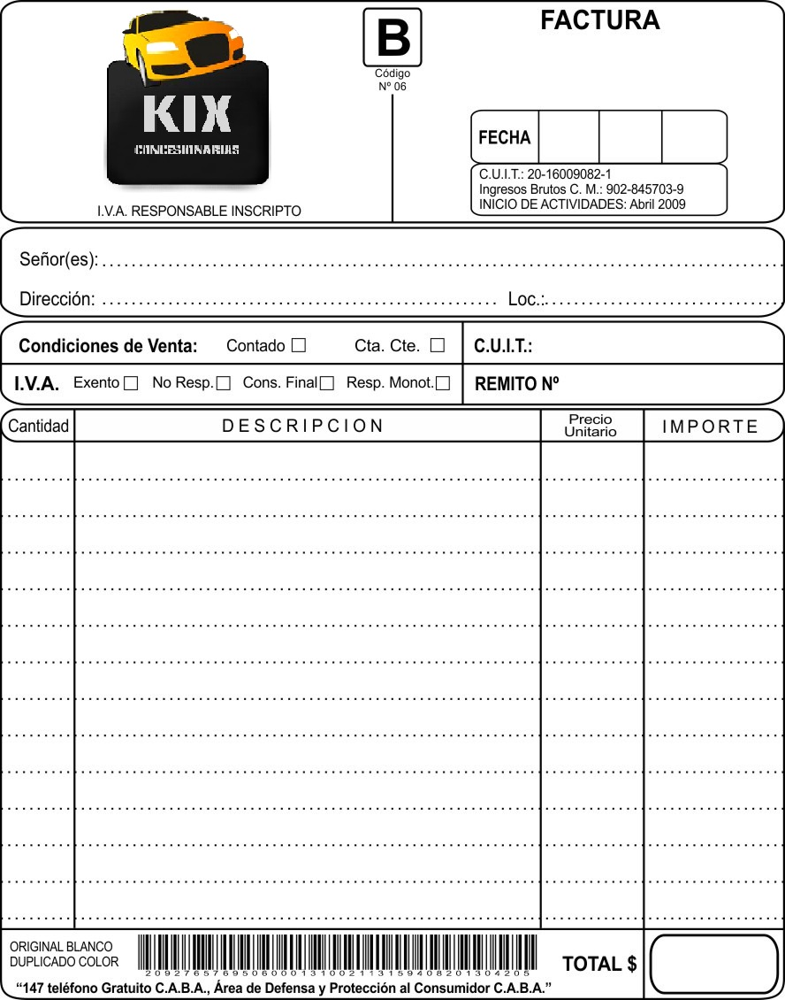 FACTURA
B
Código
Nº 06
KIX
CONCESIONARIAS
FECHA
C.U.I.T.: 20-16009082-1
Ingresos Brutos C. M.: 902-845703-9
INICIO DE ACTIVIDADES: Abril 2009
I.V.A. RESPONSABLE INSCRIPTO
Señor(es):
Dirección: Loc.:
Condiciones de Venta: Contado Cta. Cte. C.U.I.T.:
I.V.A. Exento No Resp. Cons. Final Resp. Monot. REMITO Nº
Cantidad DESCRIPCION Precio Unitario IMPORTE
ORIGINAL BLANCO
DUPLICADO COLOR
2092765769506000013100211315940820130 4205
TOTAL $
“147 teléfono Gratuito C.A.B.A., Área de Defensa y Protección al Consumidor C.A.B.A.”